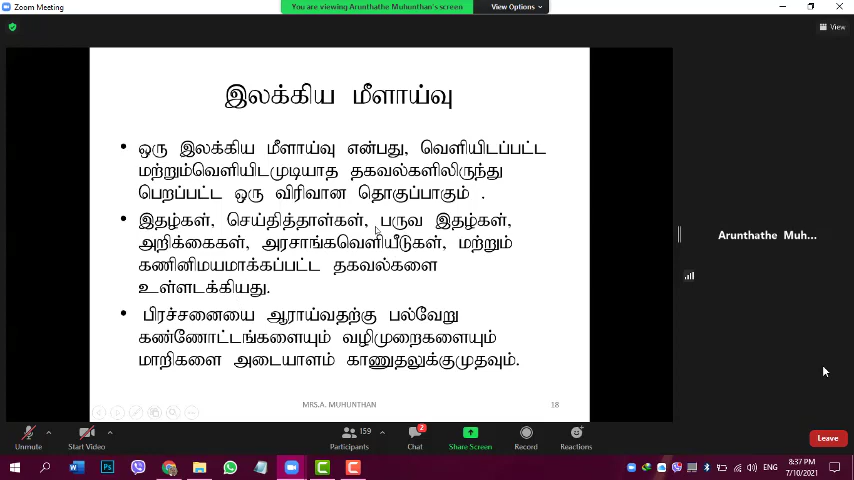 Zoom Meeting
You are viewing Arunthathe Muhunthan's screen
View Options
View
இலக்கிய மீளாய்வு
• ஒரு இலக்கிய மீளாய்வு என்பது, வெளியிடப்பட்ட
மற்றும்வெளியிடமுடியாத தகவல்களிலிருந்து
பெறப்பட்ட ஒரு விரிவான தொகுப்பாகும் .
• இதழ்கள், செய்தித்தாள்கள், பருவ இதழ்கள்,
அறிக்கைகள், அரசாங்கவெளியீடுகள், மற்றும்
கணினிமயமாக்கப்பட்ட தகவல்களை
உள்ளடக்கியது.
• பிரச்சனையை ஆராய்வதற்கு பல்வேறு
கண்ணோட்டங்களையும் வழிமுறைகளையும்
மாறிகளை அடையாளம் காணுதலுக்குமுதவும்.
MRS.A. MUHUNTHAN
18
Arunthathe Muh...
Unmute
Start Video
159
Participants
2
Chat
Share Screen
Record
Reactions
Leave
W
Ps
ENG
8:37 PM
7/10/2021